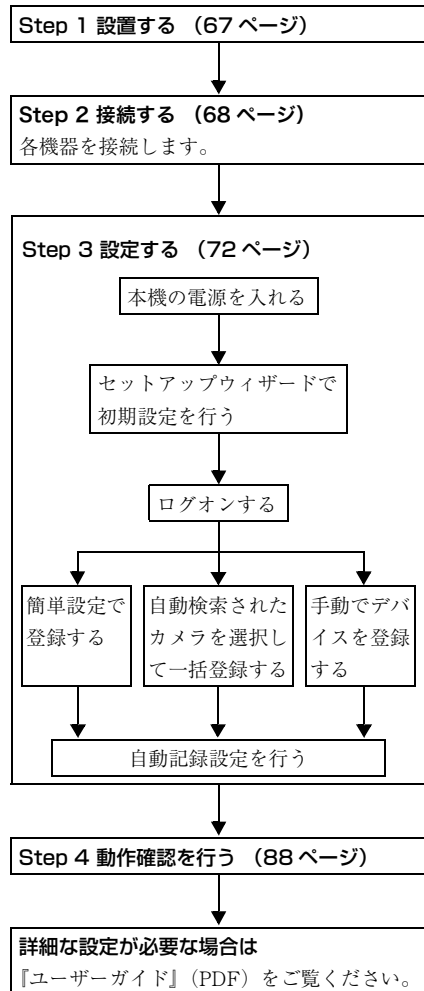 Step 1 設置する （67 ページ）
Step 2 接続する （68 ページ）
各機器を接続します。
Step 3 設定する （72 ページ）
本機の電源を入れる
セットアップウィザードで
初期設定を行う
ログオンする
簡単設定で
登録する
自動検索された
カメラを選択し
て一括登録する
手動でデバ
イスを登録
する
自動記録設定を行う
Step 4 動作確認を行う （88 ページ）
詳細な設定が必要な場合は
『ユーザーガイド』（PDF）をご覧ください。